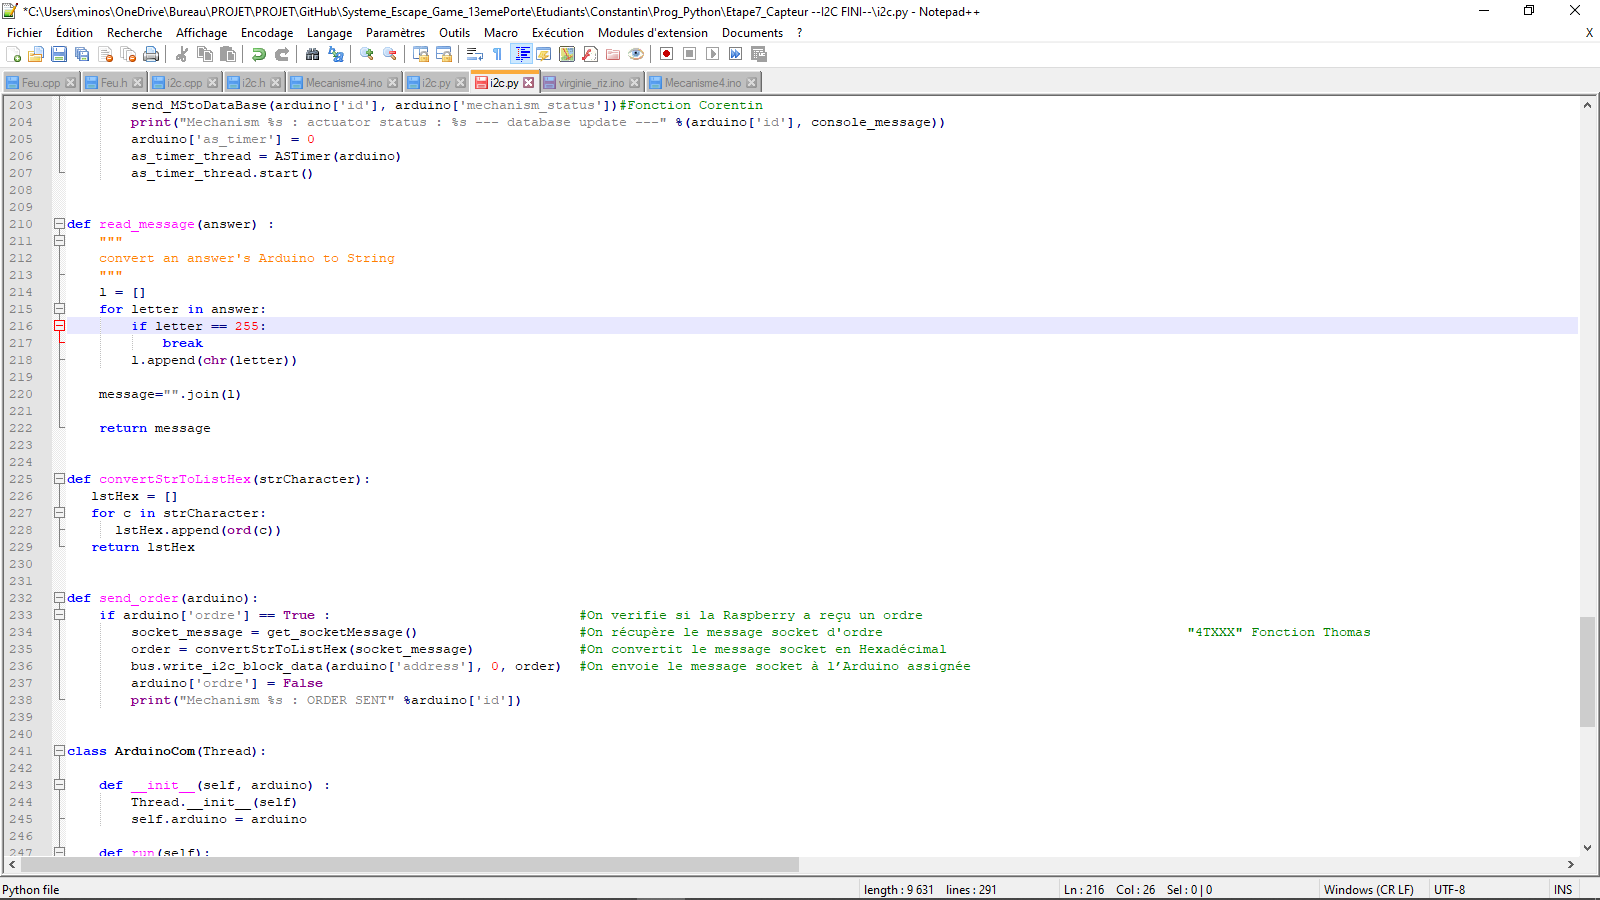 *C:\Users\minos\OneDrive\Bureau\PROJET\PROJET\GitHub\Systeme_Escape_Game_13emePorte\Etudiants\Constantin\Prog_Python\Etape7_Capteur --I2C FINI--\i2c.py - Notepad++
Fichier Édition Recherche Affichage Encodage Langage Paramètres Outils Macro Exécution Modules d'extension Documents ? X
Feu.cpp Feu.h i2c.cpp i2c.h Mecanisme4.ino i2c.py i2c.py virginie_riz.ino Mecanisme4.ino
203 send_MStoDataBase(arduino['id'], arduino['mechanism_status'])#Fonction Corentin
204 print("Mechanism %s : actuator status : %s --- database update ---" %(arduino['id'], console_message))
205 arduino['as_timer'] = 0
206 as_timer_thread = ASTimer(arduino)
207 as_timer_thread.start()
208
209
210 def read_message(answer) :
211 """
212 convert an answer's Arduino to String
213 """
214 l = []
215 for letter in answer:
216 if letter == 255:
217 break
218 l.append(chr(letter))
219
220 message="".join(l)
221
222 return message
223
224
225 def convertStrToListHex(strCharacter):
226 lstHex = []
227 for c in strCharacter:
228 lstHex.append(ord(c))
229 return lstHex
230
231
232 def send_order(arduino):
233 if arduino['ordre'] == True : #On verifie si la Raspberry a reçu un ordre
234 socket_message = get_socketMessage() #On récupère le message socket d'ordre "4TXXX" Fonction Thomas
235 order = convertStrToListHex(socket_message) #On convertit le message socket en Hexadécimal
236 bus.write_i2c_block_data(arduino['address'], 0, order) #On envoie le message socket à l’Arduino assignée
237 arduino['ordre'] = False
238 print("Mechanism %s : ORDER SENT" %arduino['id'])
239
240
241 class ArduinoCom(Thread):
242
243 def __init__(self, arduino) :
244 Thread.__init__(self)
245 self.arduino = arduino
246
247 def run(self):
Python file length : 9 631 lines : 291 Ln : 216 Col : 26 Sel : 0 | 0 Windows (CR LF) UTF-8 INS